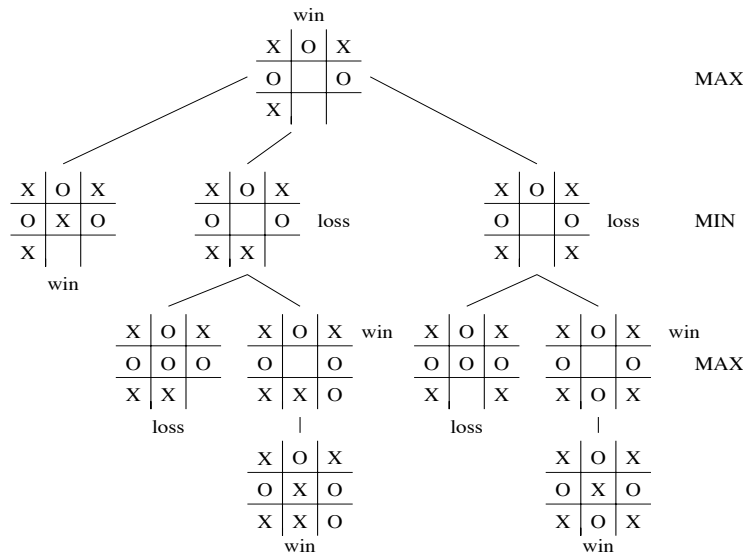 win
X O X
O O MAX
X
X O X X O X X O X
O X O O O loss O O loss MIN
X X X X X
win
X O X X O X win X O X X O X win
O O O O O O O O O O MAX
X X X X O X X X O X
loss loss
X O X X O X
O X O O X O
X X O X O X
win win